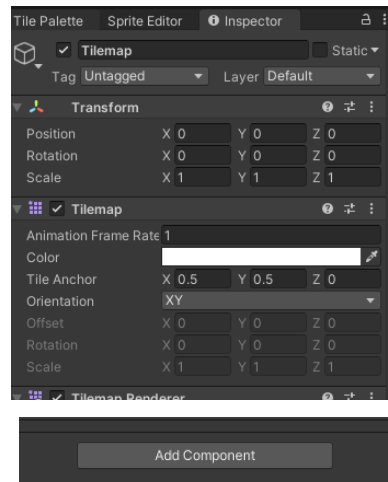 Tile Palette Sprite Editor Inspector
Tilemap Static
Tag Untagged Layer Default
Transform
Position X 0 Y 0 Z 0
Rotation X 0 Y 0 Z 0
Scale X 1 Y 1 Z 1
Tilemap
Animation Frame Rate 1
Color
Tile Anchor X 0.5 Y 0.5 Z 0
Orientation XY
Offset X 0 Y 0 Z 0
Rotation X 0 Y 0 Z 0
Scale X 1 Y 1 Z 1
Tilemap Renderer
Add Component